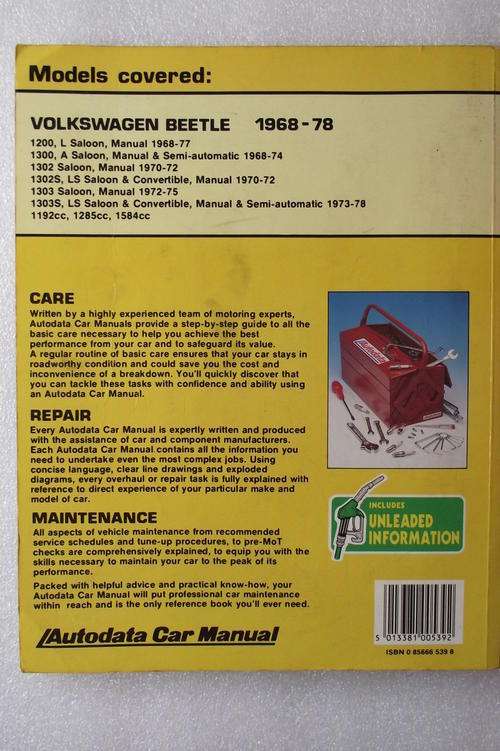 Models covered:
VOLKSWAGEN BEETLE 1968-78
1200, L Saloon, Manual 1968-77
1300, A Saloon, Manual & Semi-automatic 1968-74
1302 Saloon, Manual 1970-72
1302S, LS Saloon & Convertible, Manual 1970-72
1303 Saloon, Manual 1972-75
1303S, LS Saloon & Convertible, Manual & Semi-automatic 1973-78
1192cc, 1285cc, 1584cc
CARE
Written by a highly experienced team of motoring experts,
Autodata Car Manuals provide a step-by-step guide to all the
basic care necessary to help you achieve the best
performance from your car and to safeguard its value.
A regular routine of basic care ensures that your car stays in
roadworthy condition and could save you the cost and
inconvenience of a breakdown. You'll quickly discover that
you can tackle these tasks with confidence and ability using
an Autodata Car Manual.
REPAIR
Every Autodata Car Manual is expertly written and produced
with the assistance of car and component manufacturers.
Each Autodata Car Manual contains all the information you
need to undertake even the most complex jobs. Using
concise language, clear line drawings and exploded
diagrams, every overhaul or repair task is fully explained with
reference to direct experience of your particular make and
model of car.
MAINTENANCE
All aspects of vehicle maintenance from recommended
service schedules and tune-up procedures, to pre-MoT
checks are comprehensively explained, to equip you with the
skills necessary to maintain your car to the peak of its
performance.
Packed with helpful advice and practical know-how, your
Autodata Car Manual will put professional car maintenance
within reach and is the only reference book you'll ever need.
Autodata Car Manual
Autodata
INCLUDES
UNLEADED
INFORMATION
5 013381 005392
ISBN 0 85666 539 8